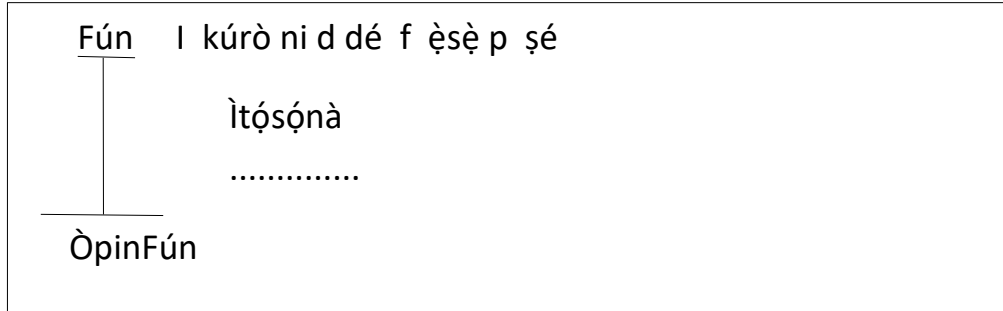 Fún I kúrò ni d dé f ẹ̀sẹ̀ p ṣé
Ìtọ́sọ́nà
..............
ÒpinFún